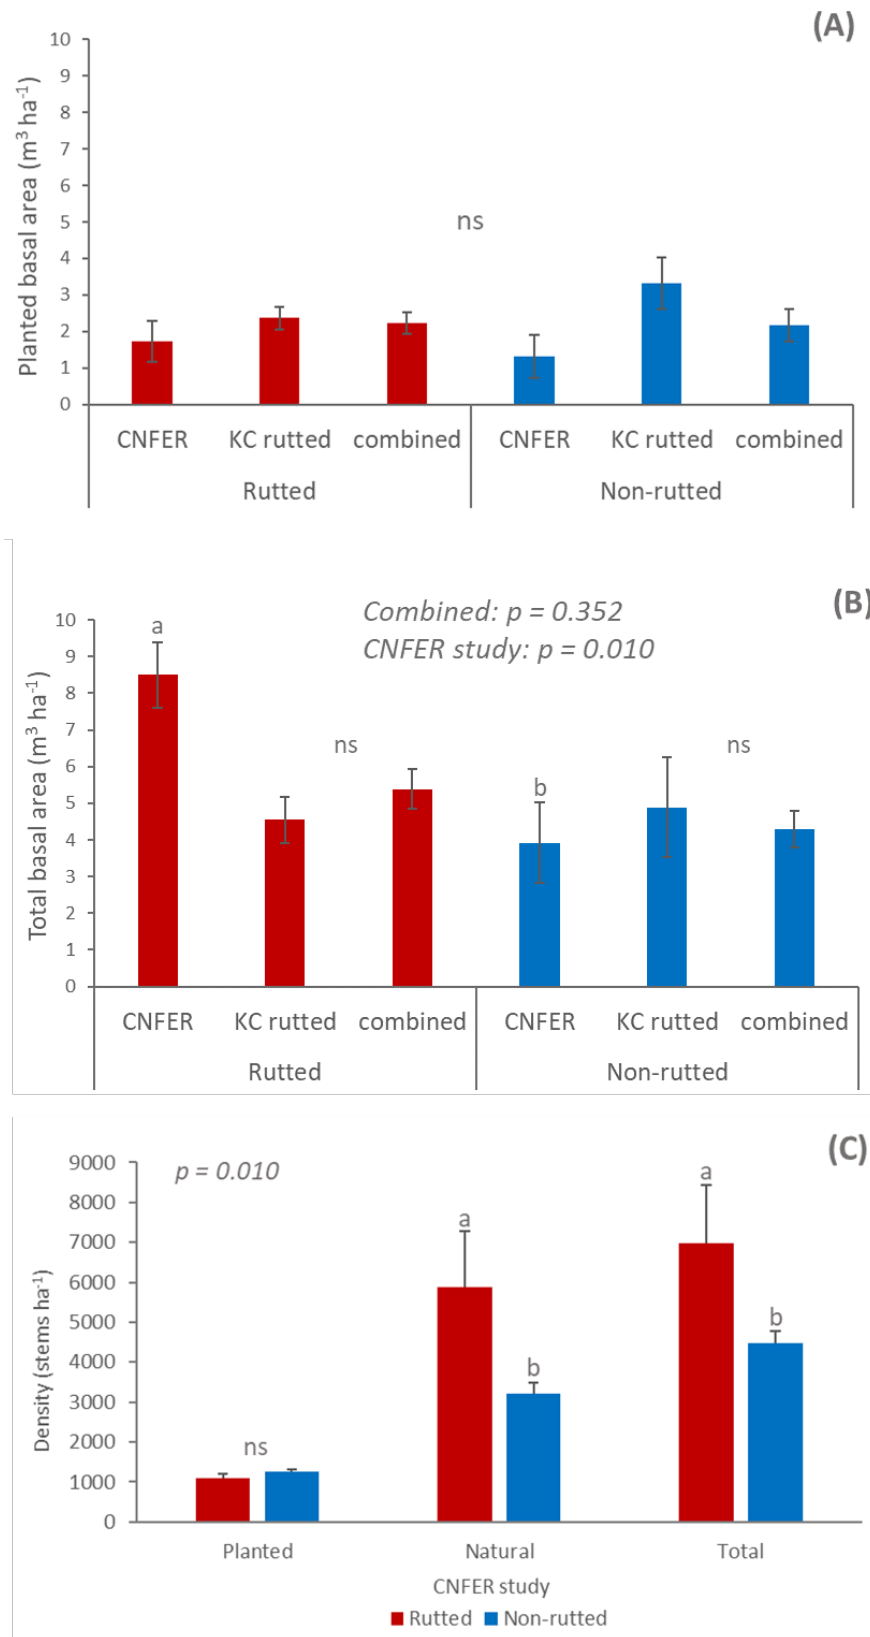 (A)
Planted basal area (m³ ha⁻¹)
10
9
8
7
6
5
4
3
2
1
0
ns
CNFER KC rutted combined CNFER KC rutted combined
Rutted Non-rutted
(B)
Combined: p = 0.352
CNFER study: p = 0.010
Total basal area (m³ ha⁻¹)
10
9
8
7
6
5
4
3
2
1
0
a
ns
b
ns
CNFER KC rutted combined CNFER KC rutted combined
Rutted Non-rutted
(C)
p = 0.010
Density (stems ha⁻¹)
9000
8000
7000
6000
5000
4000
3000
2000
1000
0
ns
a
b
a
b
Planted Natural Total
CNFER study
Rutted Non-rutted